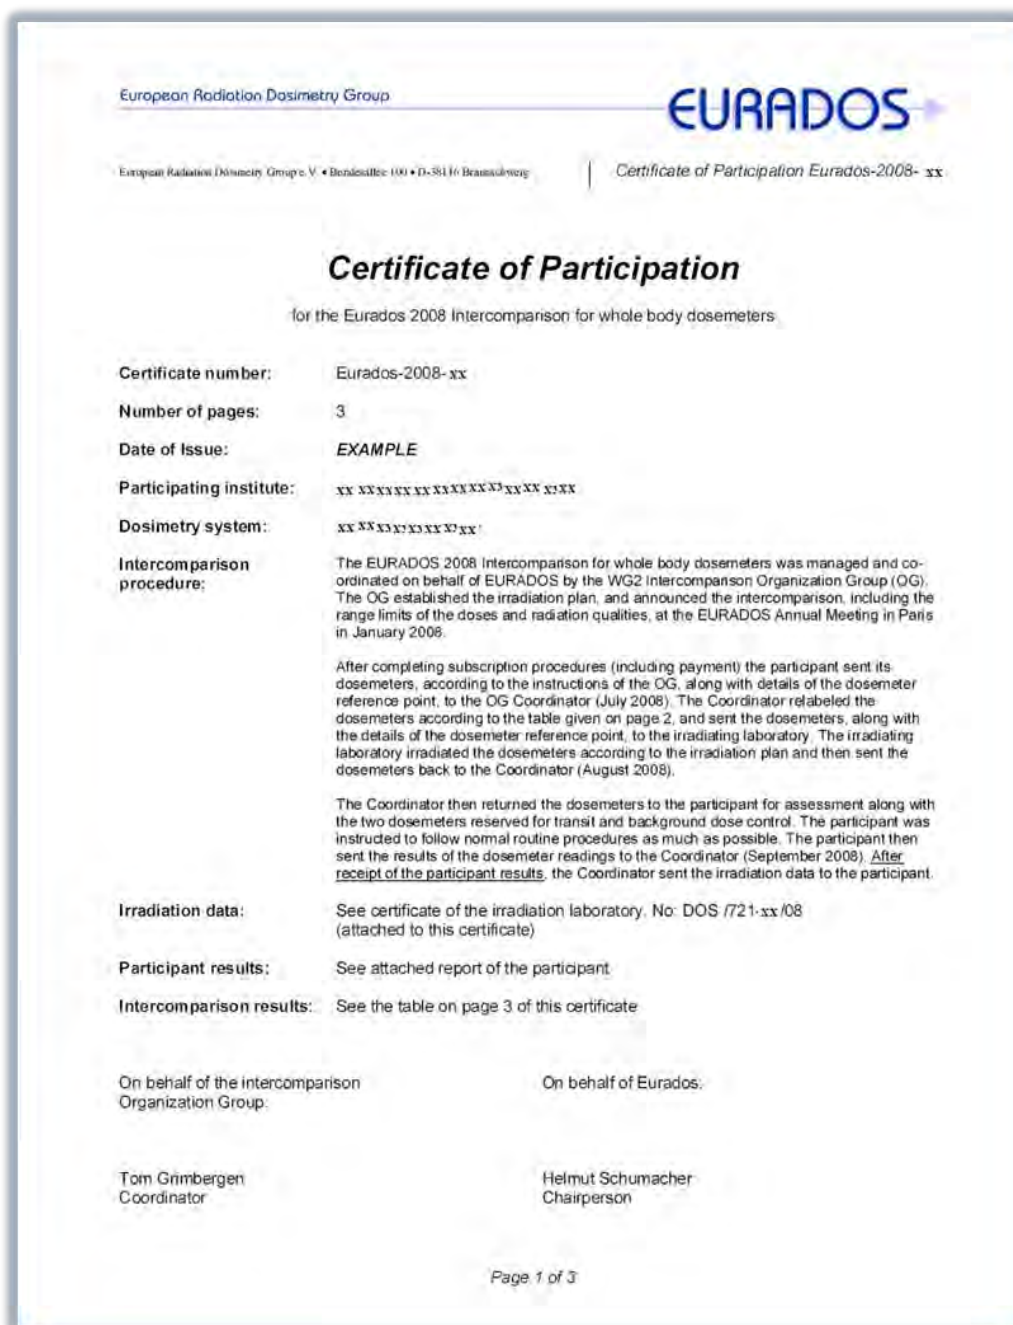 European Radiation Dosimetry Group
EURADOS
European Radiation Dosimetry Group e. V. • Bundesallee 100 • D-38116 Braunschweig
Certificate of Participation Eurados-2008- xx
Certificate of Participation
for the Eurados 2008 Intercomparison for whole body dosemeters
Certificate number: Eurados-2008-xx
Number of pages: 3
Date of Issue: EXAMPLE
Participating institute:
Dosimetry system:
Intercomparison procedure:
The EURADOS 2008 Intercomparison for whole body dosemeters was managed and co-
ordinated on behalf of EURADOS by the WG2 Intercomparison Organization Group (OG).
The OG established the irradiation plan, and announced the intercomparison, including the
range limits of the doses and radiation qualities, at the EURADOS Annual Meeting in Paris
in January 2008.
After completing subscription procedures (including payment) the participant sent its
dosemeters, according to the instructions of the OG, along with details of the dosemeter
reference point, to the OG Coordinator (July 2008). The Coordinator relabeled the
dosemeters according to the table given on page 2, and sent the dosemeters, along with
the details of the dosemeter reference point, to the irradiating laboratory. The irradiating
laboratory irradiated the dosemeters according to the irradiation plan and then sent the
dosemeters back to the Coordinator (August 2008).
The Coordinator then returned the dosemeters to the participant for assessment along with
the two dosemeters reserved for transit and background dose control. The participant was
instructed to follow normal routine procedures as much as possible. The participant then
sent the results of the dosemeter readings to the Coordinator (September 2008). After
receipt of the participant results, the Coordinator sent the irradiation data to the participant.
Irradiation data: See certificate of the irradiation laboratory, No: DOS /721-xx/08
(attached to this certificate)
Participant results: See attached report of the participant
Intercomparison results: See the table on page 3 of this certificate
On behalf of the intercomparison
Organization Group:
On behalf of Eurados:
Tom Grimbergen
Coordinator
Helmut Schumacher
Chairperson
Page 1 of 3